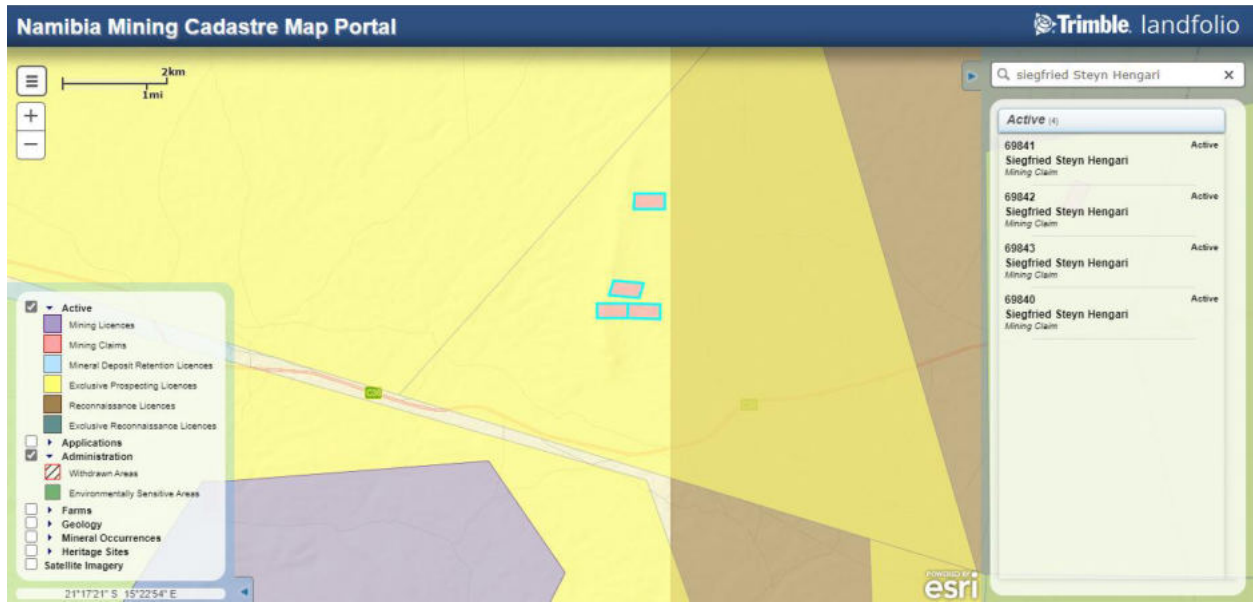 Namibia Mining Cadastre Map Portal
Trimble. landfolio
2km
1mi
siegfried Steyn Hengari
Active (4)
69841 Active
Siegfried Steyn Hengari
Mining Claim
69842 Active
Siegfried Steyn Hengari
Mining Claim
69843 Active
Siegfried Steyn Hengari
Mining Claim
69840 Active
Siegfried Steyn Hengari
Mining Claim
Active
Mining Licences
Mining Claims
Mineral Deposit Retention Licences
Exclusive Prospecting Licences
Reconnaissance Licences
Exclusive Reconnaissance Licences
Applications
Administration
Withdrawn Areas
Environmentally Sensitive Areas
Farms
Geology
Mineral Occurrences
Heritage Sites
Satellite Imagery
21°17'21" S 15°22'54" E
POWERED BY
esri